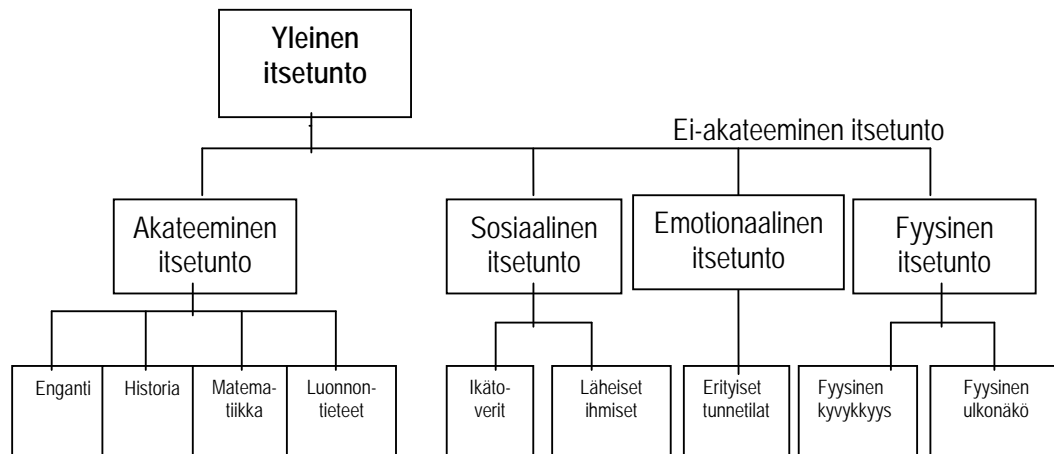 Yleinen
itsetunto
Ei-akateeminen itsetunto
Akateeminen
itsetunto
Sosiaalinen
itsetunto
Emotionaalinen
itsetunto
Fyysinen
itsetunto
Enganti
Historia
Matema-
tiikka
Luonnon-
tieteet
Ikäto-
verit
Läheiset
ihmiset
Erityiset
tunnetilat
Fyysinen
kyvykkyys
Fyysinen
ulkonäkö